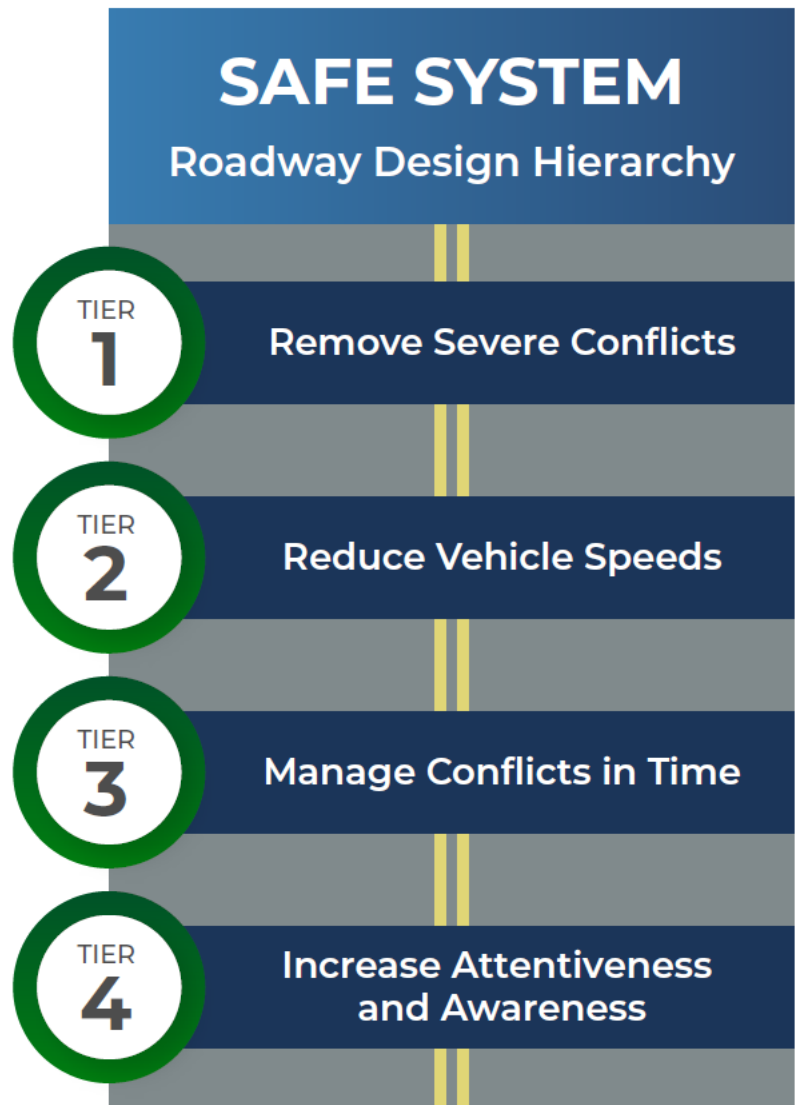 SAFE SYSTEM
Roadway Design Hierarchy
TIER
1
Remove Severe Conflicts
TIER
2
Reduce Vehicle Speeds
TIER
3
Manage Conflicts in Time
TIER
4
Increase Attentiveness
and Awareness